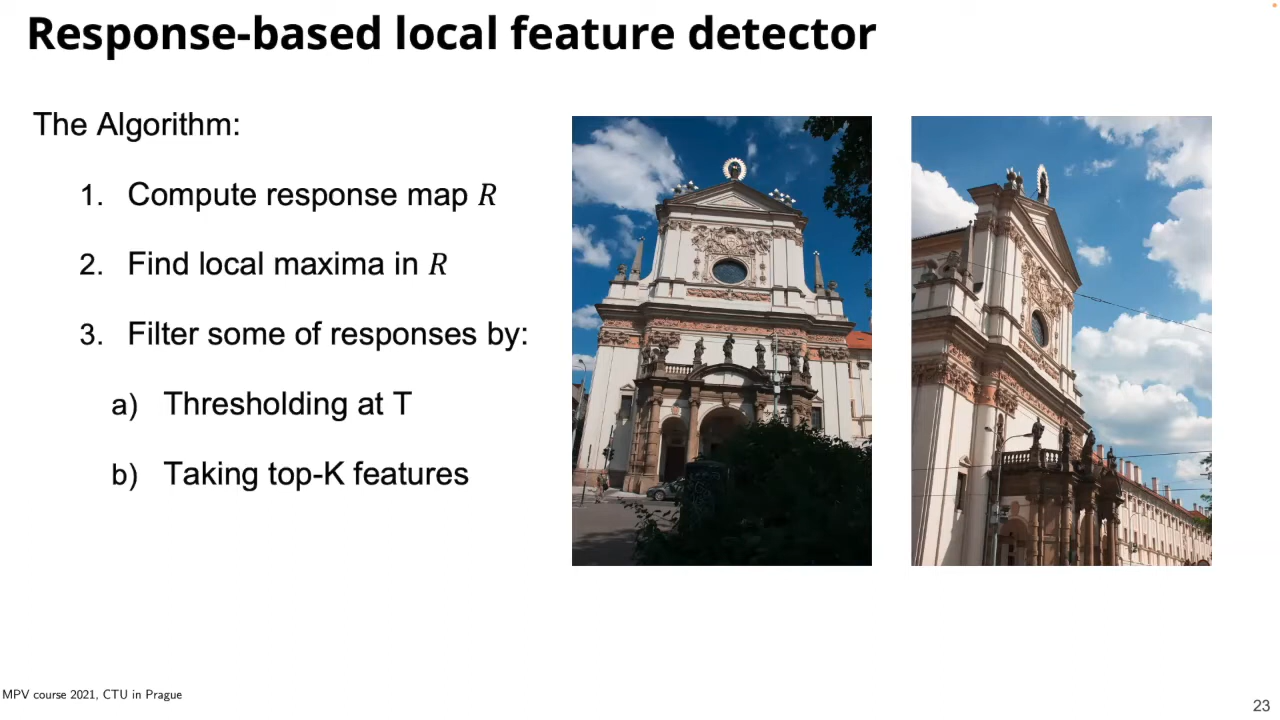 Response-based local feature detector
The Algorithm:
1. Compute response map R
2. Find local maxima in R
3. Filter some of responses by:
a) Thresholding at T
b) Taking top-K features
MPV course 2021, CTU in Prague
23